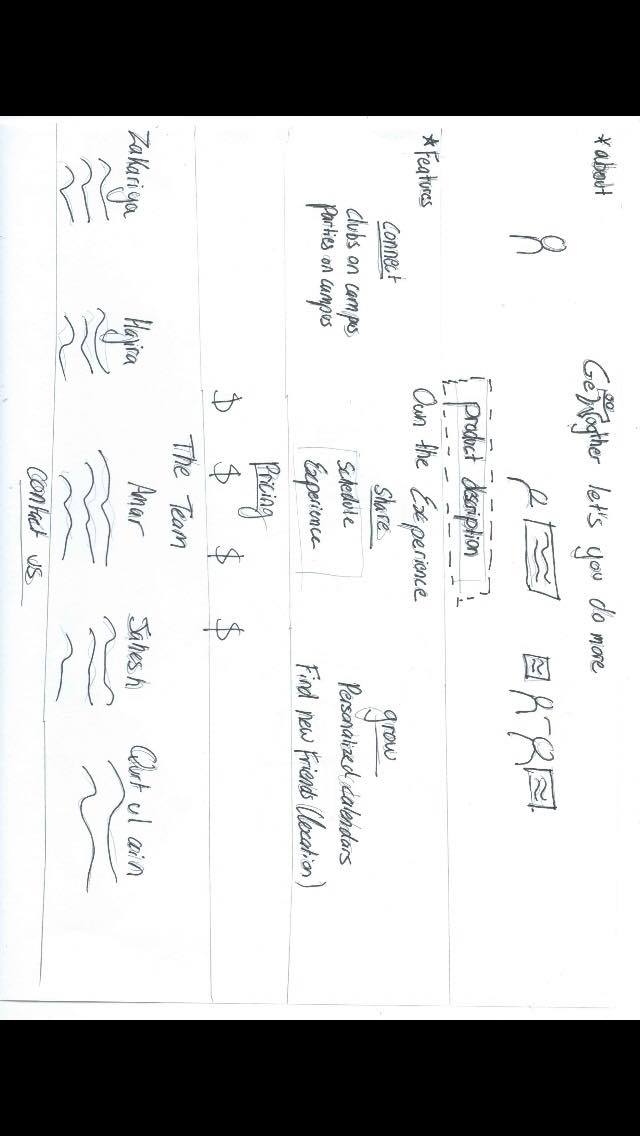 *about
GeTTogther let's you do more
product description
*Features
Own the Experience
Connect
share
grow
clubs on campus
Schedule
Personalized calendars
Parties on campus
Experience
Find new Friends (location)
Pricing
$ $ $ $
The Team
Zakariya Hajira Amar Jahesh Qurt ul ain
contact us